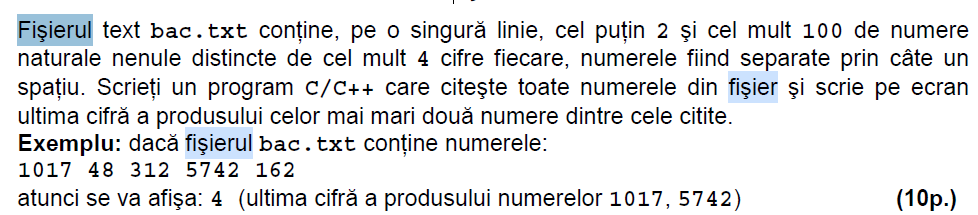 Fişierul text bac.txt conţine, pe o singură linie, cel puţin 2 şi cel mult 100 de numere
naturale nenule distincte de cel mult 4 cifre fiecare, numerele fiind separate prin câte un
spaţiu. Scrieţi un program C/C++ care citeşte toate numerele din fişier şi scrie pe ecran
ultima cifră a produsului celor mai mari două numere dintre cele citite.
Exemplu: dacă fişierul bac.txt conţine numerele:
1017 48 312 5742 162
atunci se va afişa: 4 (ultima cifră a produsului numerelor 1017, 5742) (10p.)